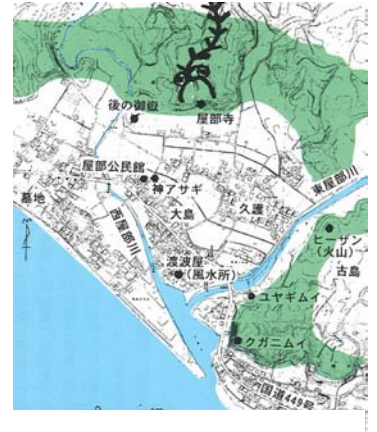 後の御嶽
屋部寺
屋部公民館
神アサギ
東屋部川
墓地
大島
久護
西屋部川
ヒーザン
(火山)
古島
渡波屋
(風水所)
ユヤギムイ
クガニムイ
国道449号